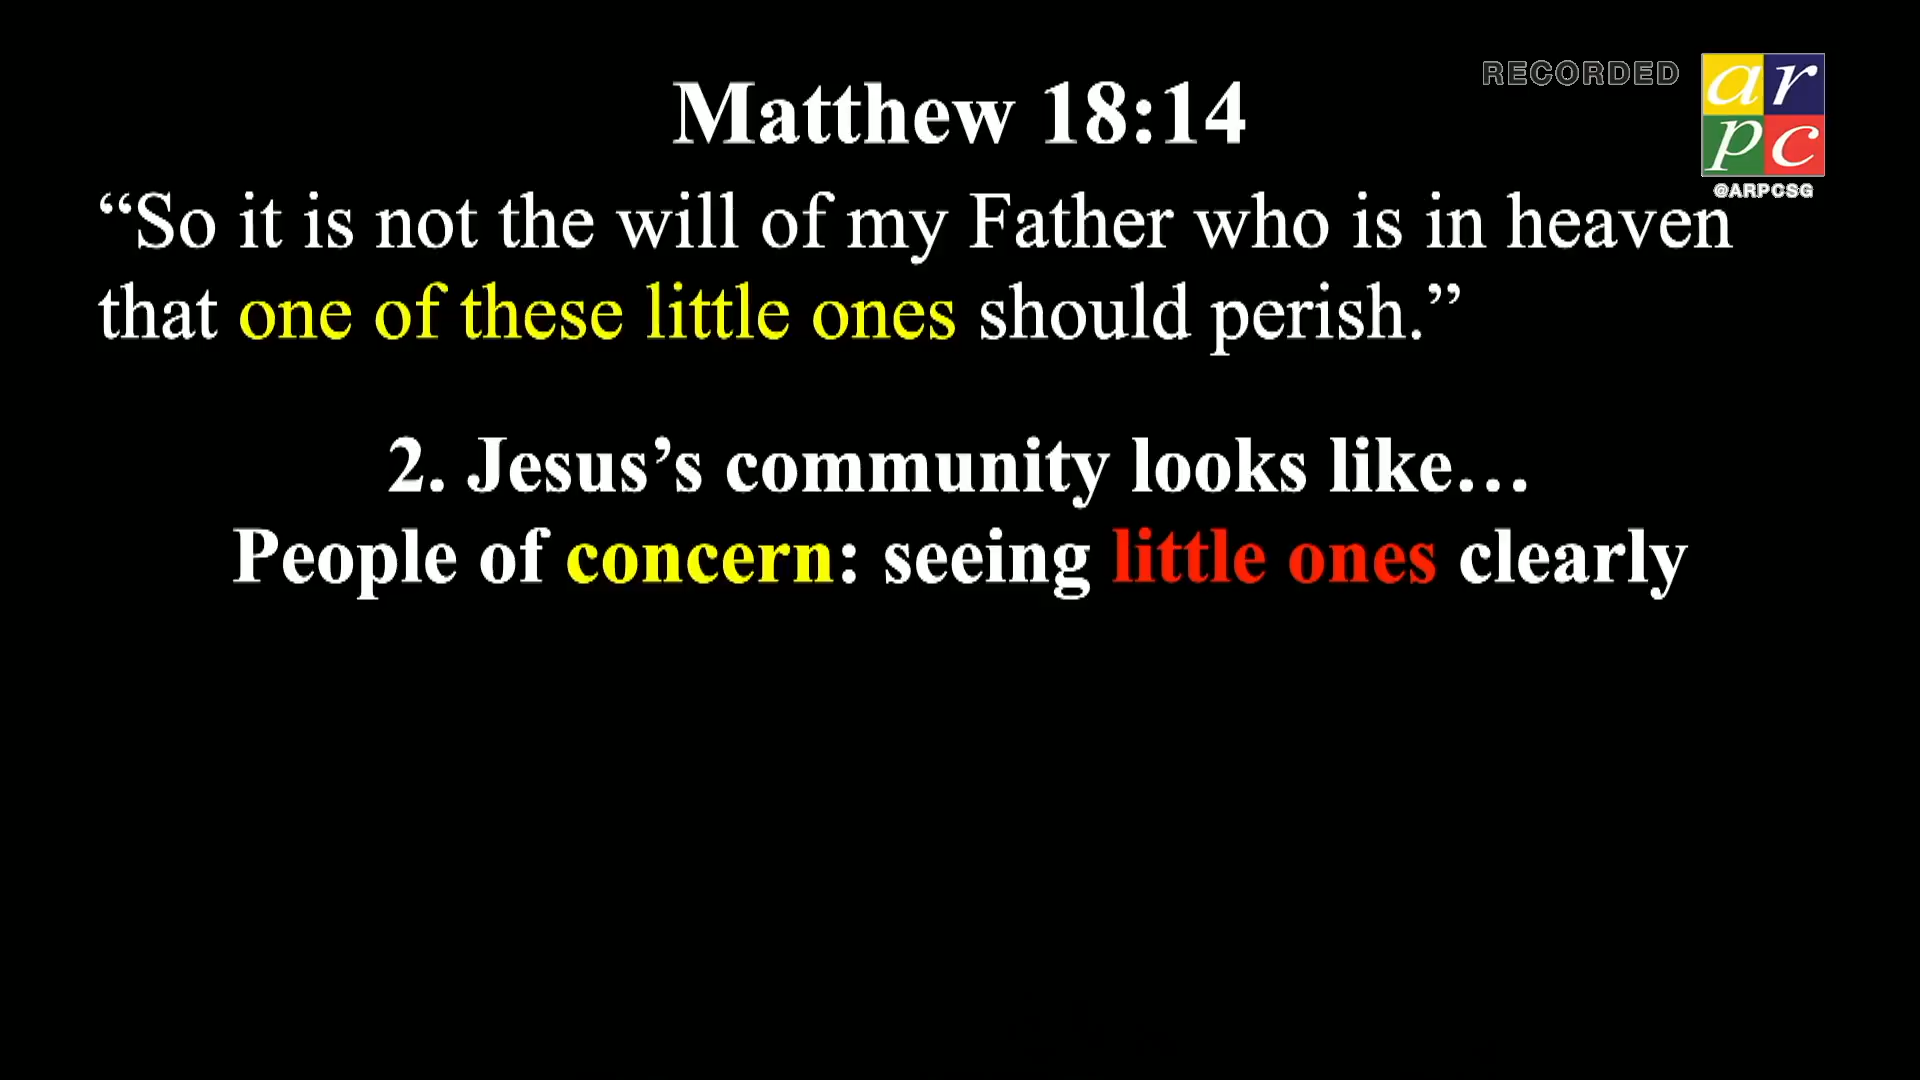 RECORDED
ar
pc
@ARPCSG
Matthew 18:14
“So it is not the will of my Father who is in heaven
that one of these little ones should perish.”
2. Jesus’s community looks like…
People of concern: seeing little ones clearly